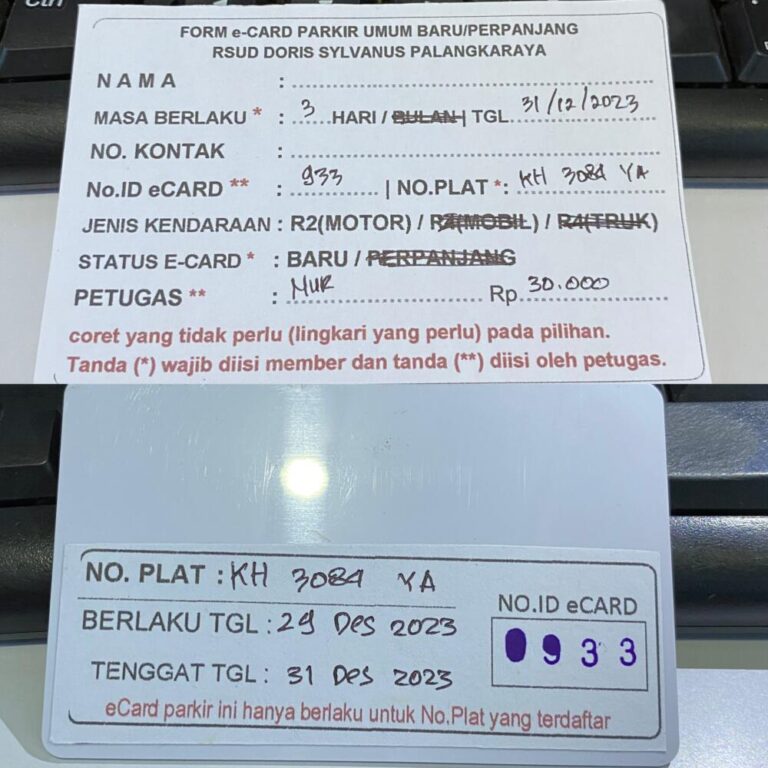 Ctrl
FORM e-CARD PARKIR UMUM BARU/PERPANJANG
RSUD DORIS SYLVANUS PALANGKARAYA
NAMA : ........
MASA BERLAKU * : 3 HARI / BULAN | TGL. 31/12/2023
NO. KONTAK : ........
No.ID eCARD ** : 933 | NO.PLAT *: KH 3084 YA
JENIS KENDARAAN : R2(MOTOR) / R4(MOBIL) / R4(TRUK)
STATUS E-CARD * : BARU / PERPANJANG
PETUGAS ** : MUR Rp. 30.000
coret yang tidak perlu (lingkari yang perlu) pada pilihan.
Tanda (*) wajib diisi member dan tanda (**) diisi oleh petugas.
NO. PLAT : KH 3084 YA
BERLAKU TGL : 29 Des 2023
TENGGAT TGL : 31 Des 2023
NO.ID eCARD
0933
eCard parkir ini hanya berlaku untuk No.Plat yang terdaftar